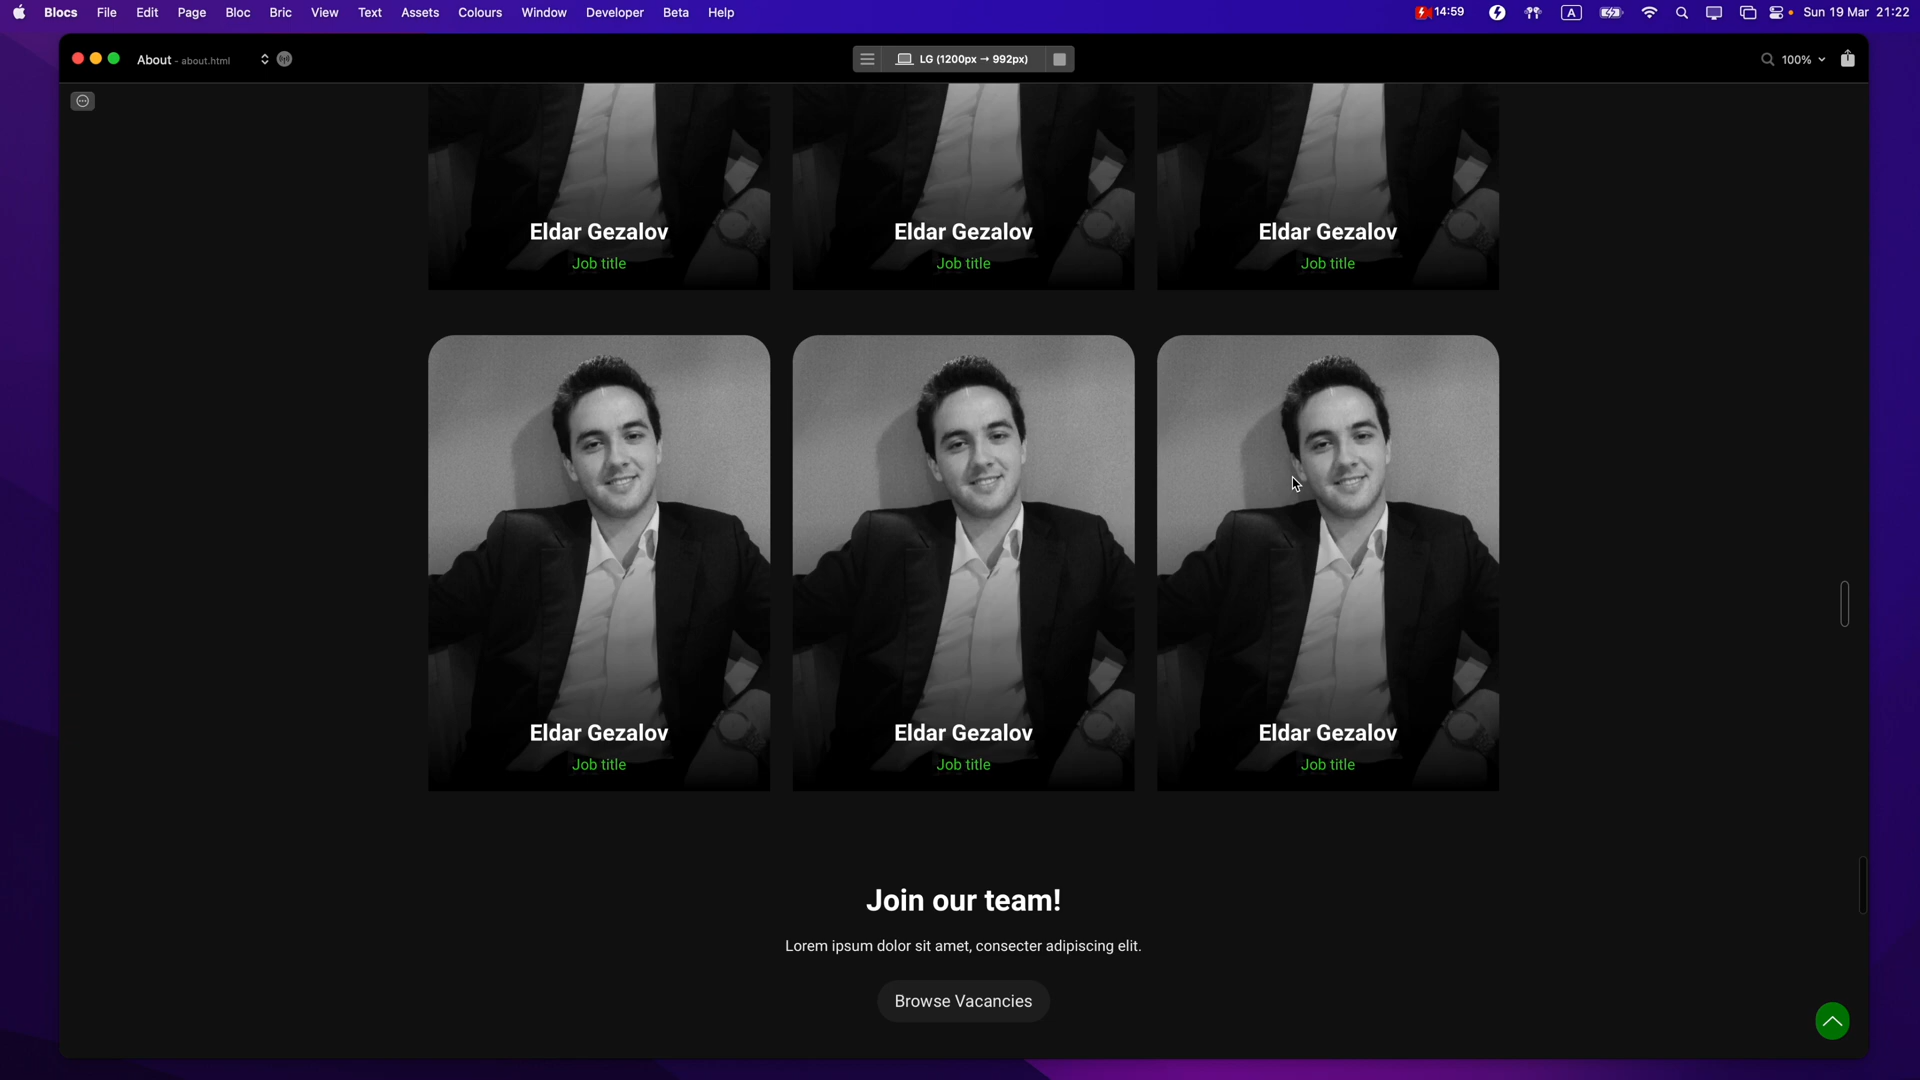 Blocs File Edit Page Bloc Bric View Text Assets Colours Window Developer Beta Help 14:59 A Sun 19 Mar 21:22
About - about.html LG (1200px → 992px) 100%
Eldar Gezalov Eldar Gezalov Eldar Gezalov
Job title Job title Job title
Eldar Gezalov Eldar Gezalov Eldar Gezalov
Job title Job title Job title
Join our team!
Lorem ipsum dolor sit amet, consecter adipiscing elit.
Browse Vacancies